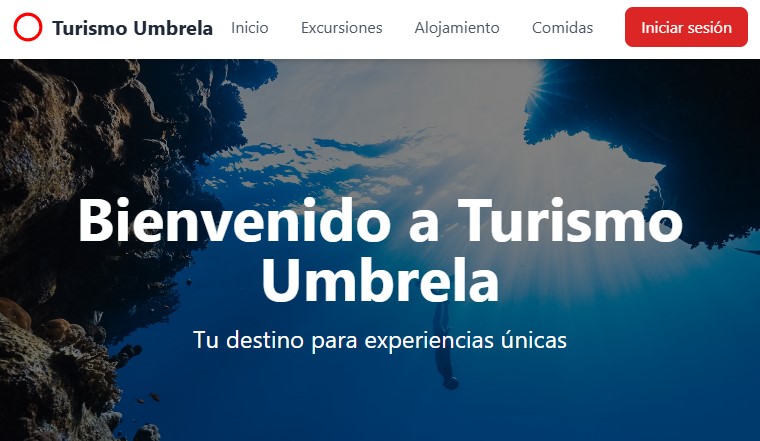 Turismo Umbrela Inicio Excursiones Alojamiento Comidas Iniciar sesión
Bienvenido a Turismo
Umbrela
Tu destino para experiencias únicas